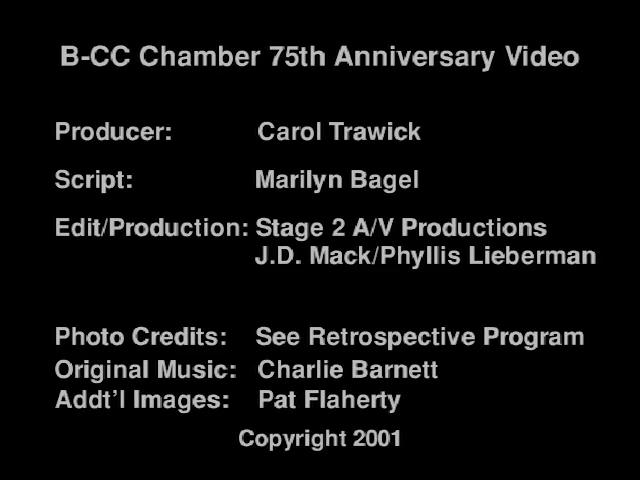 B-CC Chamber 75th Anniversary Video
Producer: Carol Trawick
Script: Marilyn Bagel
Edit/Production: Stage 2 A/V Productions
J.D. Mack/Phyllis Lieberman
Photo Credits: See Retrospective Program
Original Music: Charlie Barnett
Addt'l Images: Pat Flaherty
Copyright 2001